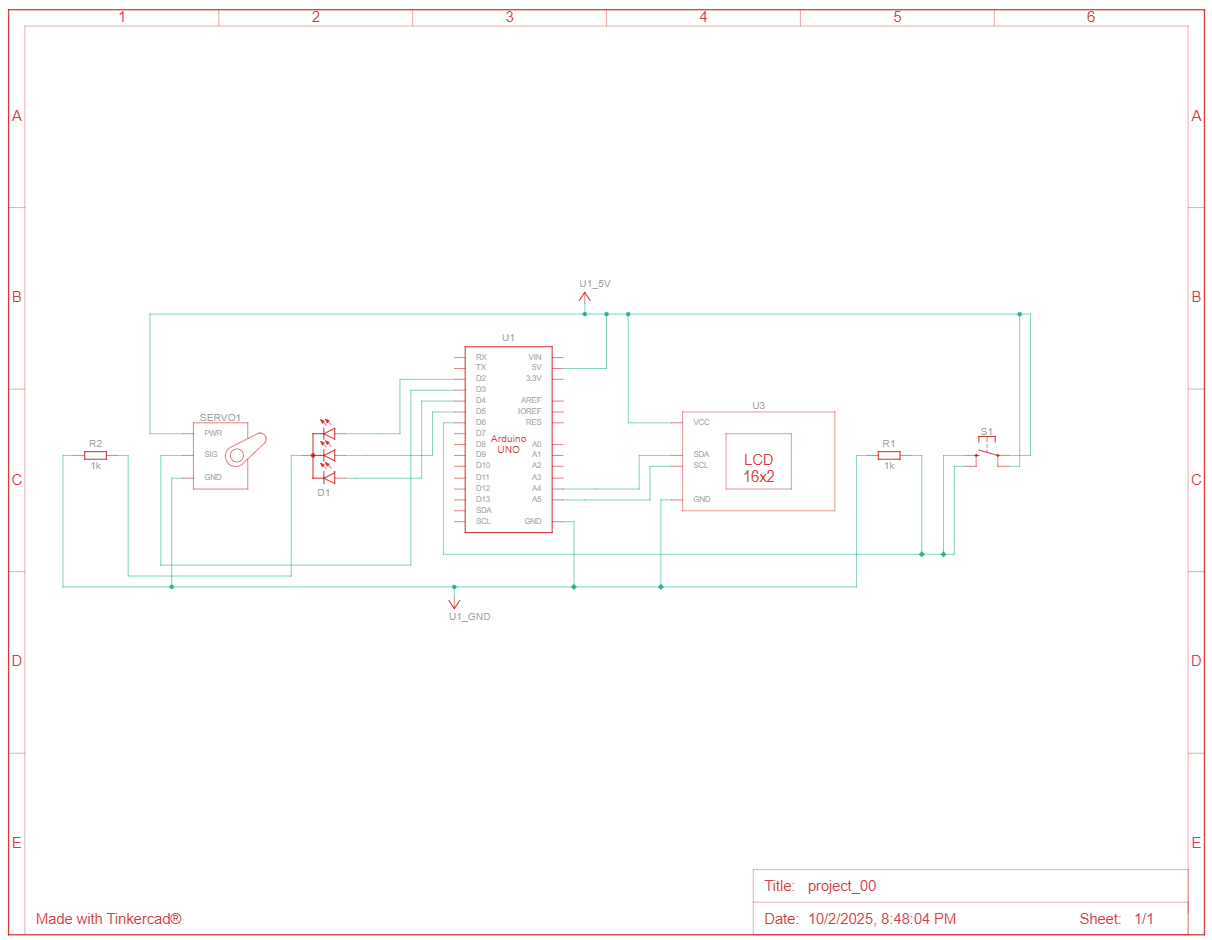 1 2 3 4 5 6
A A
U1_5V
B B
U1
RX VIN
TX 5V
D2 3.3V
D3
D4 AREF
D5 IOREF
D6 RES
D7
D8 A0
D9 A1
D10 A2
D11 A3
D12 A4
D13 A5
SDA
SCL GND
Arduino
UNO
SERVO1
PWR
SIG
GND
R2
1k
D1
U3
VCC
SDA
SCL
GND
LCD
16x2
R1
1k
S1
C C
U1_GND
D D
E E
Title: project_00
Made with Tinkercad®
Date: 10/2/2025, 8:48:04 PM Sheet: 1/1